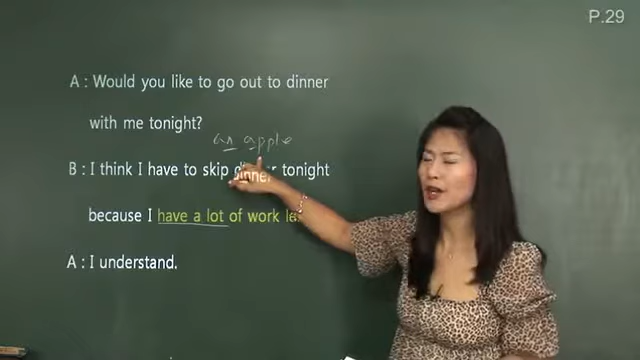 P.29
A : Would you like to go out to dinner
with me tonight?
an apple
B : I think I have to skip dinner tonight
because I have a lot of work
A : I understand.